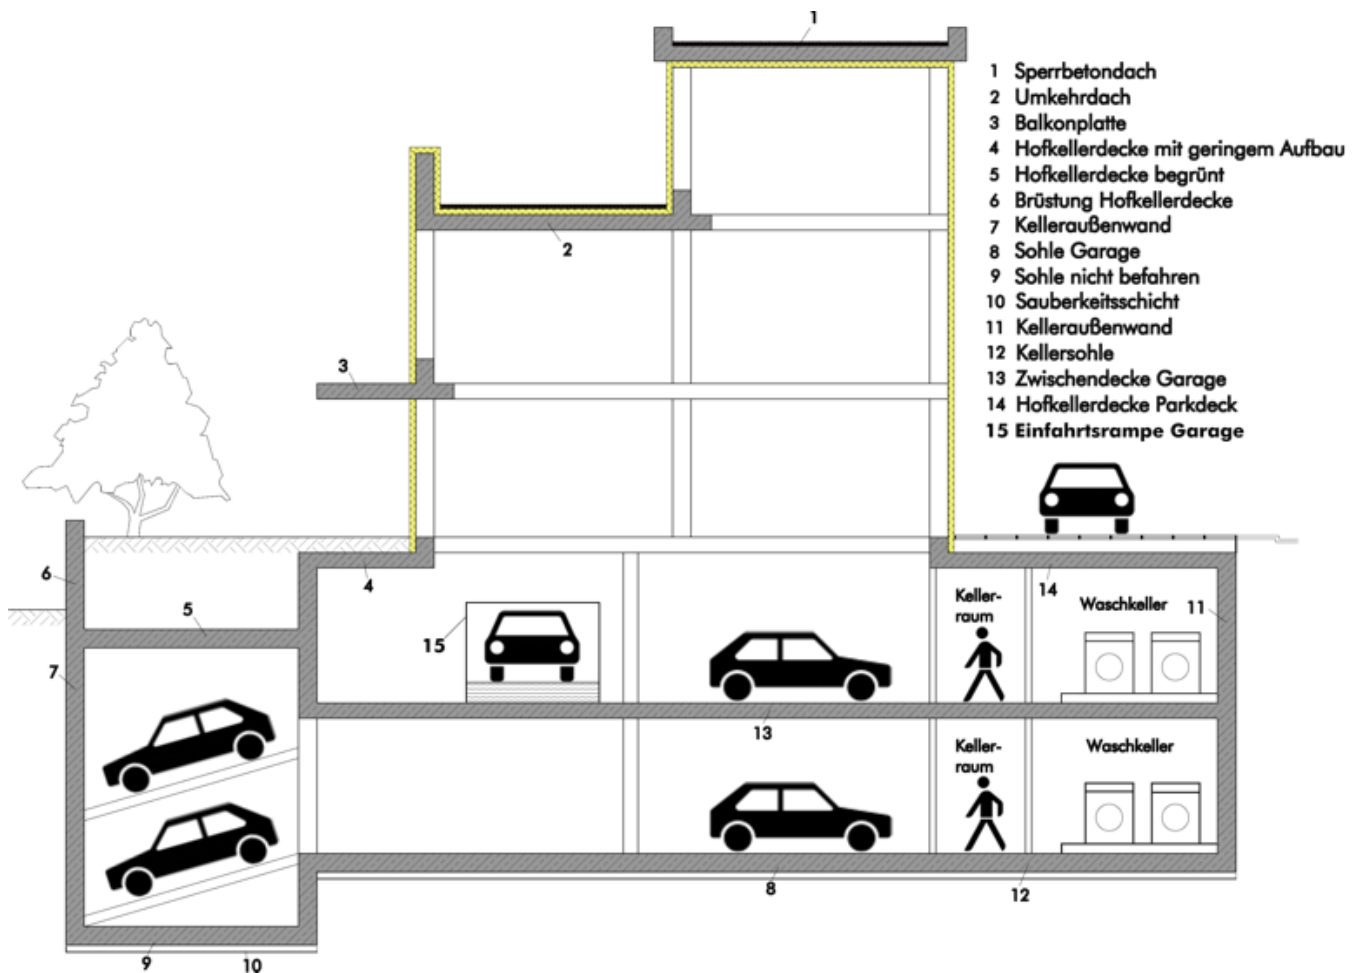 1
1 Sperrbetondach
2 Umkehrdach
3 Balkonplatte
4 Hofkellerdecke mit geringem Aufbau
5 Hofkellerdecke begrünt
6 Brüstung Hofkellerdecke
7 Kelleraußenwand
8 Sohle Garage
9 Sohle nicht befahren
10 Sauberkeitsschicht
11 Kelleraußenwand
12 Kellersohle
13 Zwischendecke Garage
14 Hofkellerdecke Parkdeck
15 Einfahrtsrampe Garage
2
3
6
4
14
5
Keller-
raum
Waschkeller
11
15
7
13
Keller-
raum
Waschkeller
8
12
9
10